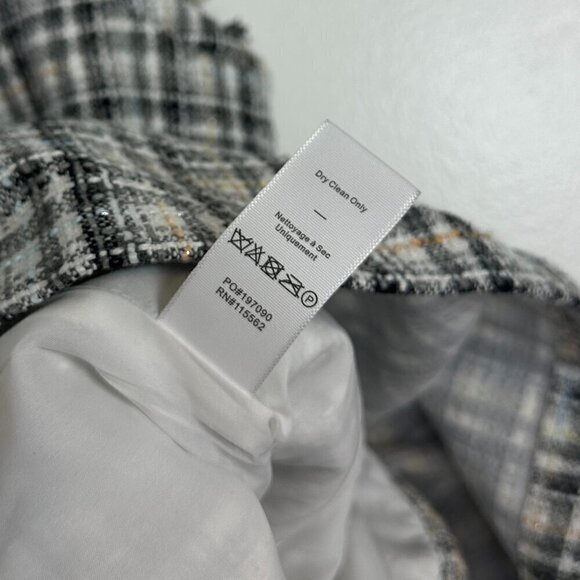 Dry Clean Only
—
Nettoyage à Sec
Uniquement
P
PO#197090
RN#115562